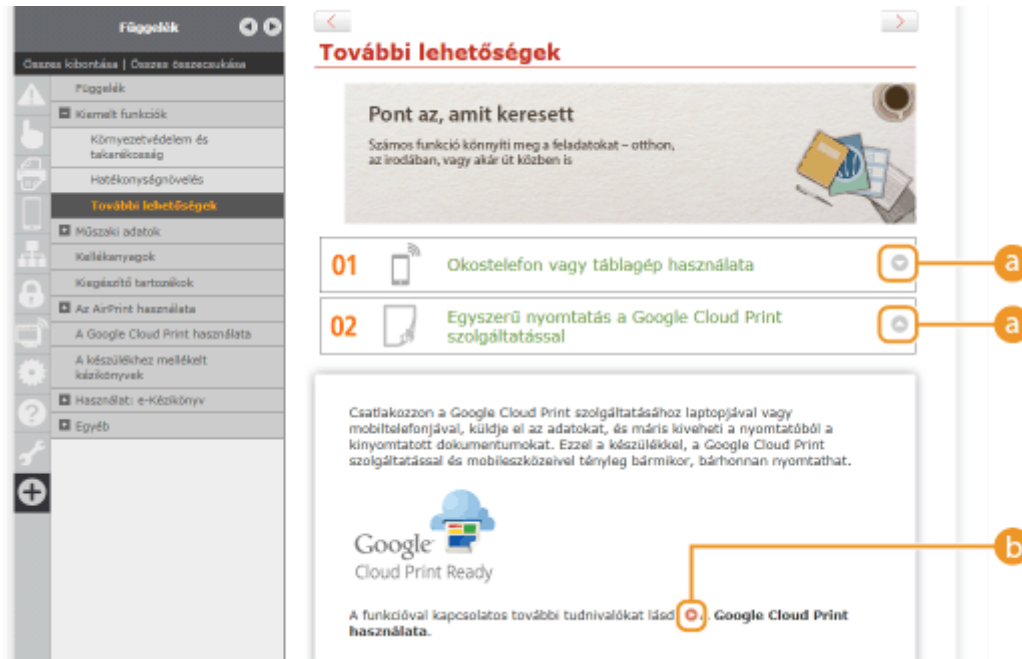 Függelék
Összes kibontása | Összes összecsukása
Függelék
Kiemelt funkciók
Környezetvédelem és
takarékosság
Hatékonyságnövelés
További lehetőségek
Műszaki adatok
Kellékanyagok
Kiegészítő tartozékok
Az AirPrint használata
A Google Cloud Print használata
A készülékhez mellékelt
kézikönyvek
Használat: e-Kézikönyv
Egyéb
További lehetőségek
Pont az, amit keresett
Számos funkció könnyíti meg a feladatokat – otthon,
az irodában, vagy akár út közben is
01 Okostelefon vagy táblagép használata
a
02 Egyszerű nyomtatás a Google Cloud Print
szolgáltatással
a
Csatlakozzon a Google Cloud Print szolgáltatásához laptopjával vagy
mobiltelefonjával, küldje el az adatokat, és máris kiveheti a nyomtatóból a
kinyomtatott dokumentumokat. Ezzel a készülékkel, a Google Cloud Print
szolgáltatással és mobileszközeivel tényleg bármikor, bárhonnan nyomtathat.
Google
Cloud Print Ready
b
A funkcióval kapcsolatos további tudnivalókat lásd Google Cloud Print
használata.